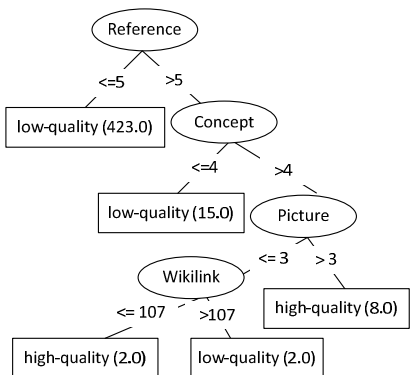 Reference
<=5
>5
low-quality (423.0)
Concept
<=4
>4
low-quality (15.0)
Picture
<= 3
> 3
Wikilink
high-quality (8.0)
<= 107
>107
high-quality (2.0)
low-quality (2.0)